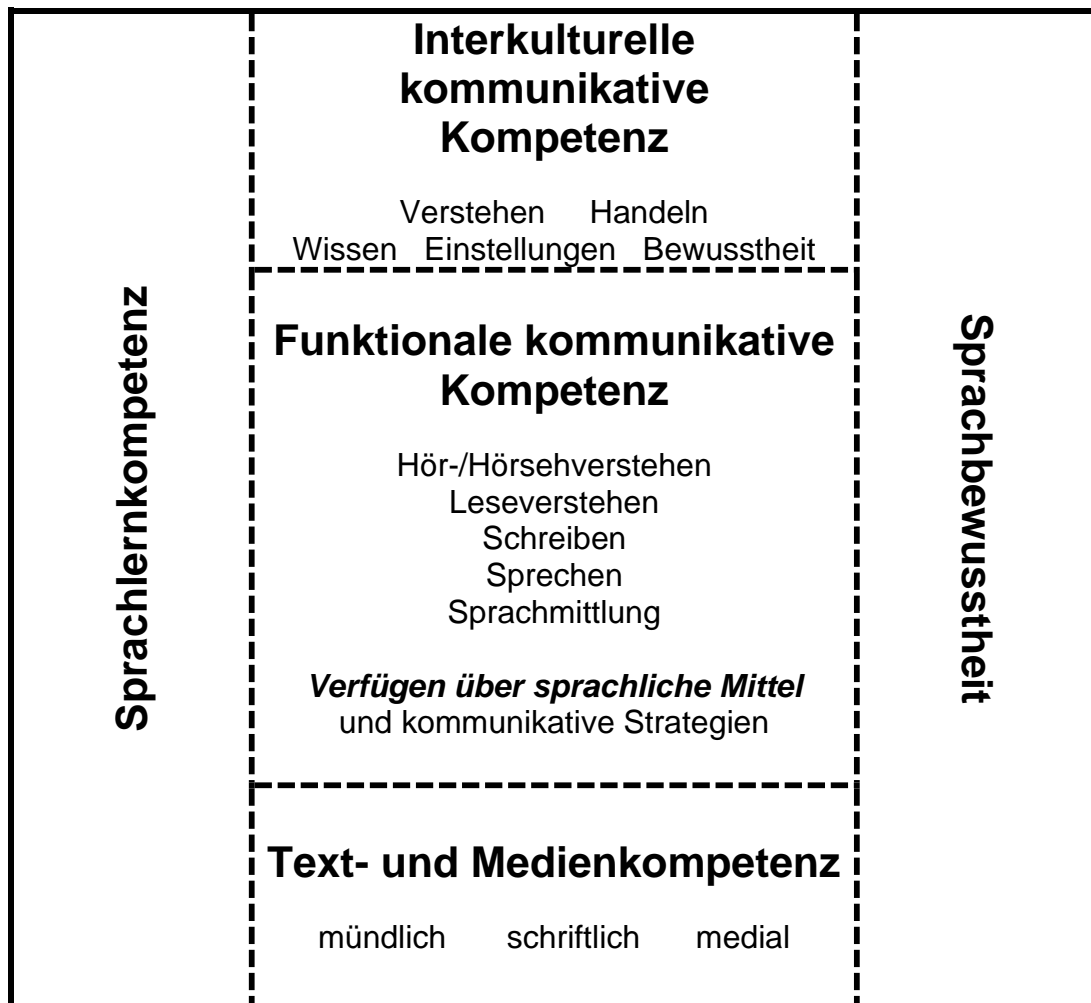 Interkulturelle
kommunikative
Kompetenz
Verstehen Handeln
Wissen Einstellungen Bewusstheit
Sprachlernkompetenz
Funktionale kommunikative
Kompetenz
Hör-/Hörsehverstehen
Leseverstehen
Schreiben
Sprechen
Sprachmittlung
Verfügen über sprachliche Mittel
und kommunikative Strategien
Sprachbewusstheit
Text- und Medienkompetenz
mündlich schriftlich medial